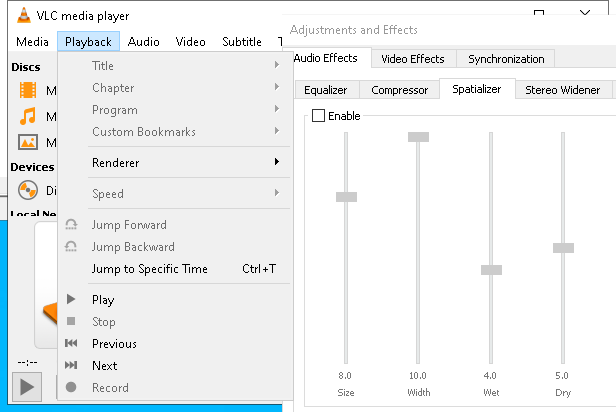 VLC media player
Media Playback Audio Video Subtitle T
Discs
M
M
M
Devices
Di
Local Ne
--:--
Title
Chapter
Program
Custom Bookmarks
Renderer
Speed
Jump Forward
Jump Backward
Jump to Specific Time Ctrl+T
Play
Stop
Previous
Next
Record
Adjustments and Effects
Audio Effects Video Effects Synchronization
Equalizer Compressor Spatializer Stereo Widener
Enable
8.0 10.0 4.0 5.0
Size Width Wet Dry